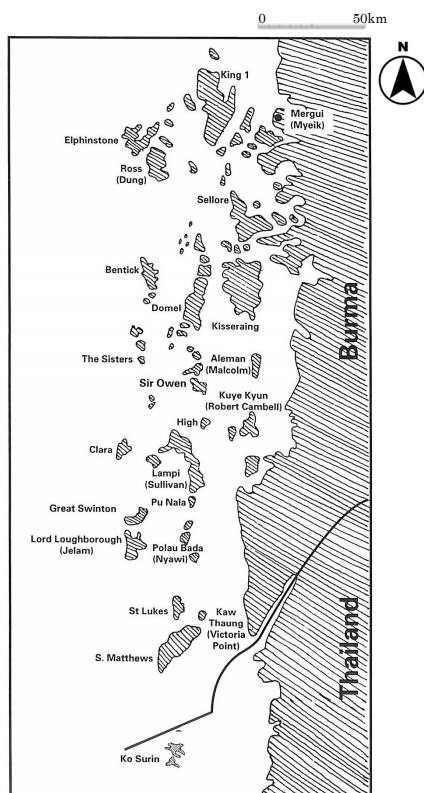 0 50km
N
King 1
Mergui
(Myeik)
Elphinstone
Ross
(Dung)
Sellore
Bentick
Domel
Kisseraing
Burma
The Sisters
Aleman
(Malcolm)
Sir Owen
Kuye Kyun
(Robert Cambell)
High
Clara
Lampi
(Sullivan)
Pu Nala
Great Swinton
Lord Loughborough
(Jelam)
Polau Bada
(Nyawi)
St Lukes
Kaw
Thaung
(Victoria
Point)
S. Matthews
Thailand
Ko Surin